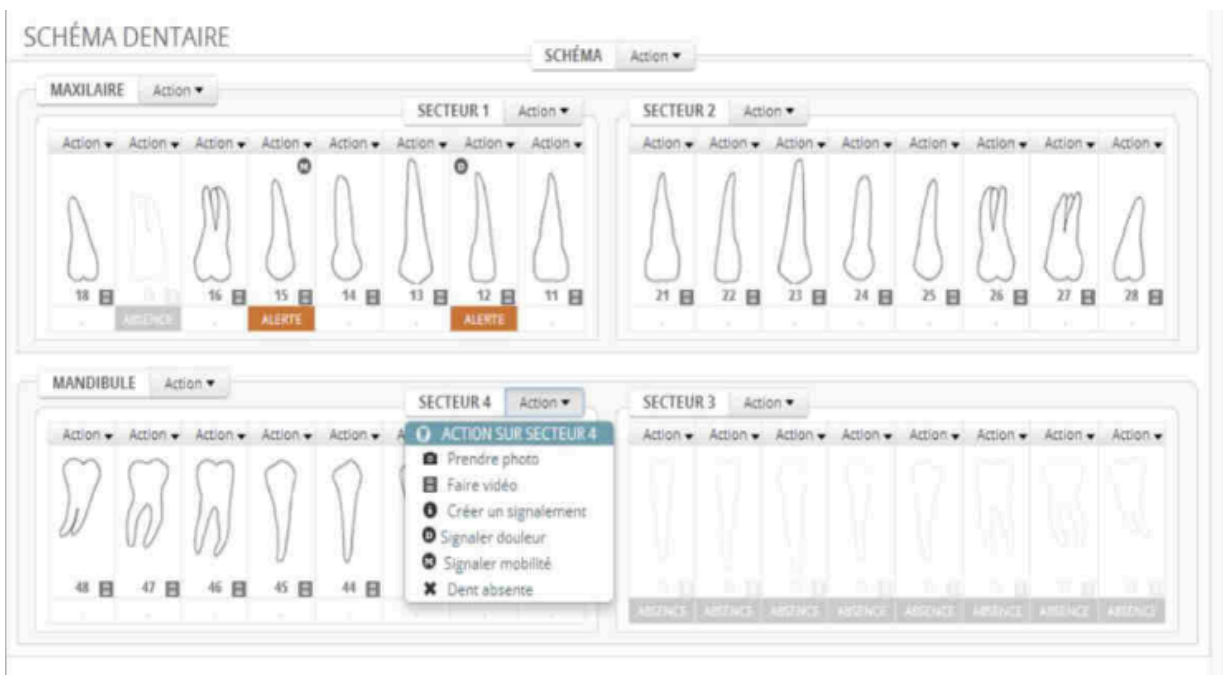 SCHÉMA DENTAIRE
SCHÉMA Action
MAXILAIRE Action
SECTEUR 1 Action
SECTEUR 2 Action
Action Action Action Action Action Action Action Action
Action Action Action Action Action Action Action Action
M
D
18 16 15 14 13 12 11
21 22 23 24 25 26 27 28
ABSENCE ALERTE ALERTE
MANDIBULE Action
SECTEUR 4 Action
SECTEUR 3 Action
Action Action Action Action Action
Action Action Action Action Action Action Action Action
ACTION SUR SECTEUR 4
Prendre photo
Faire vidéo
Créer un signalement
D Signaler douleur
M Signaler mobilité
Dent absente
48 47 46 45 44
ABSENCE ABSENCE ABSENCE ABSENCE ABSENCE ABSENCE ABSENCE ABSENCE